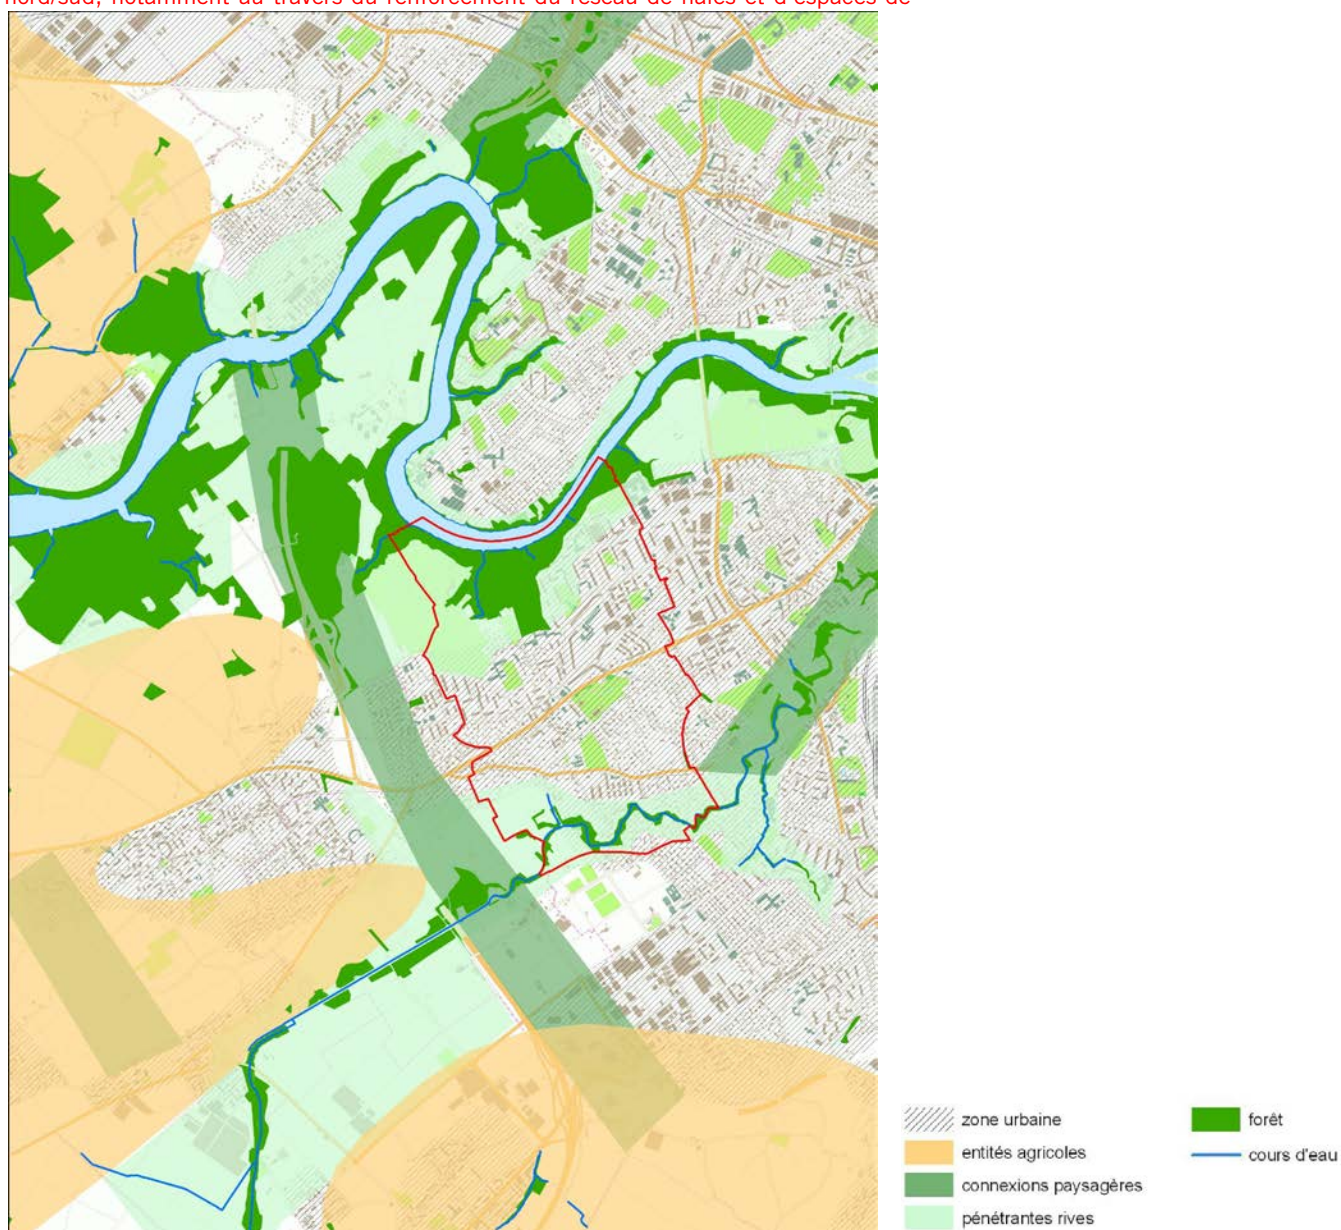 nord/sud, notamment au travers du renforcement du réseau de haies et d'espaces de
zone urbaine
entités agricoles
connexions paysagères
pénétrantes rives
forêt
cours d'eau